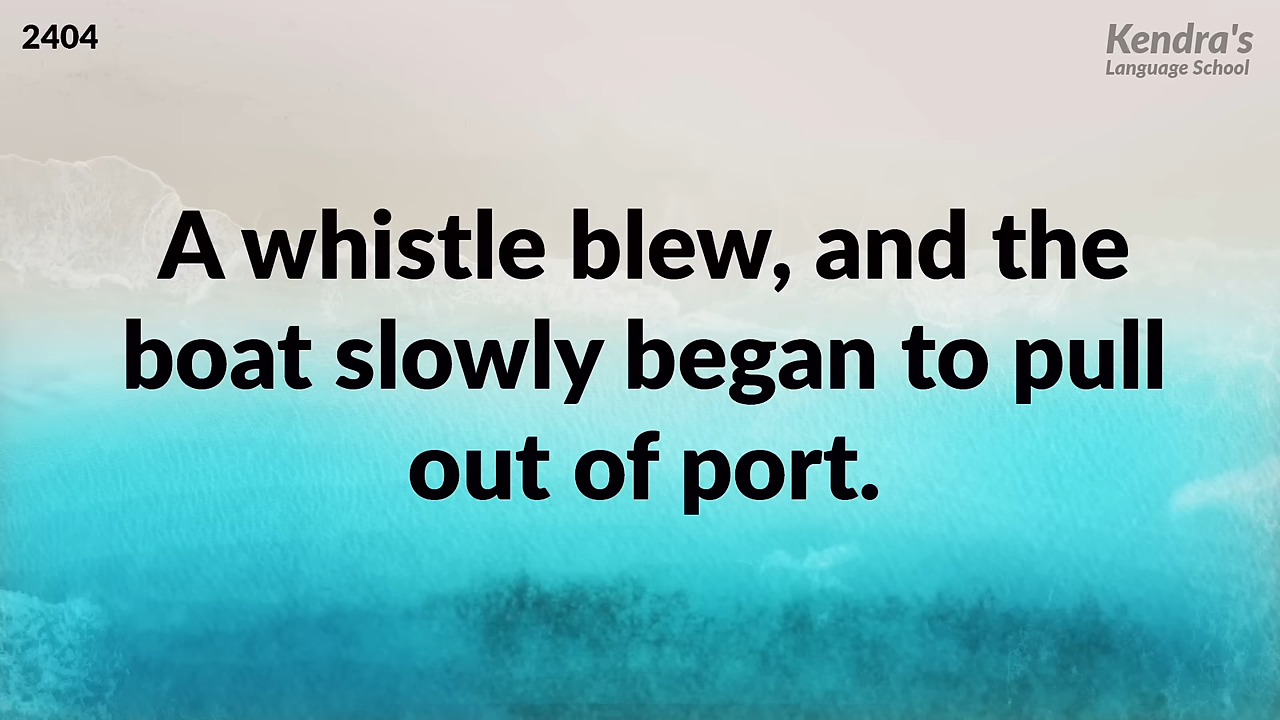 2404
Kendra's
Language School
A whistle blew, and the
boat slowly began to pull
out of port.